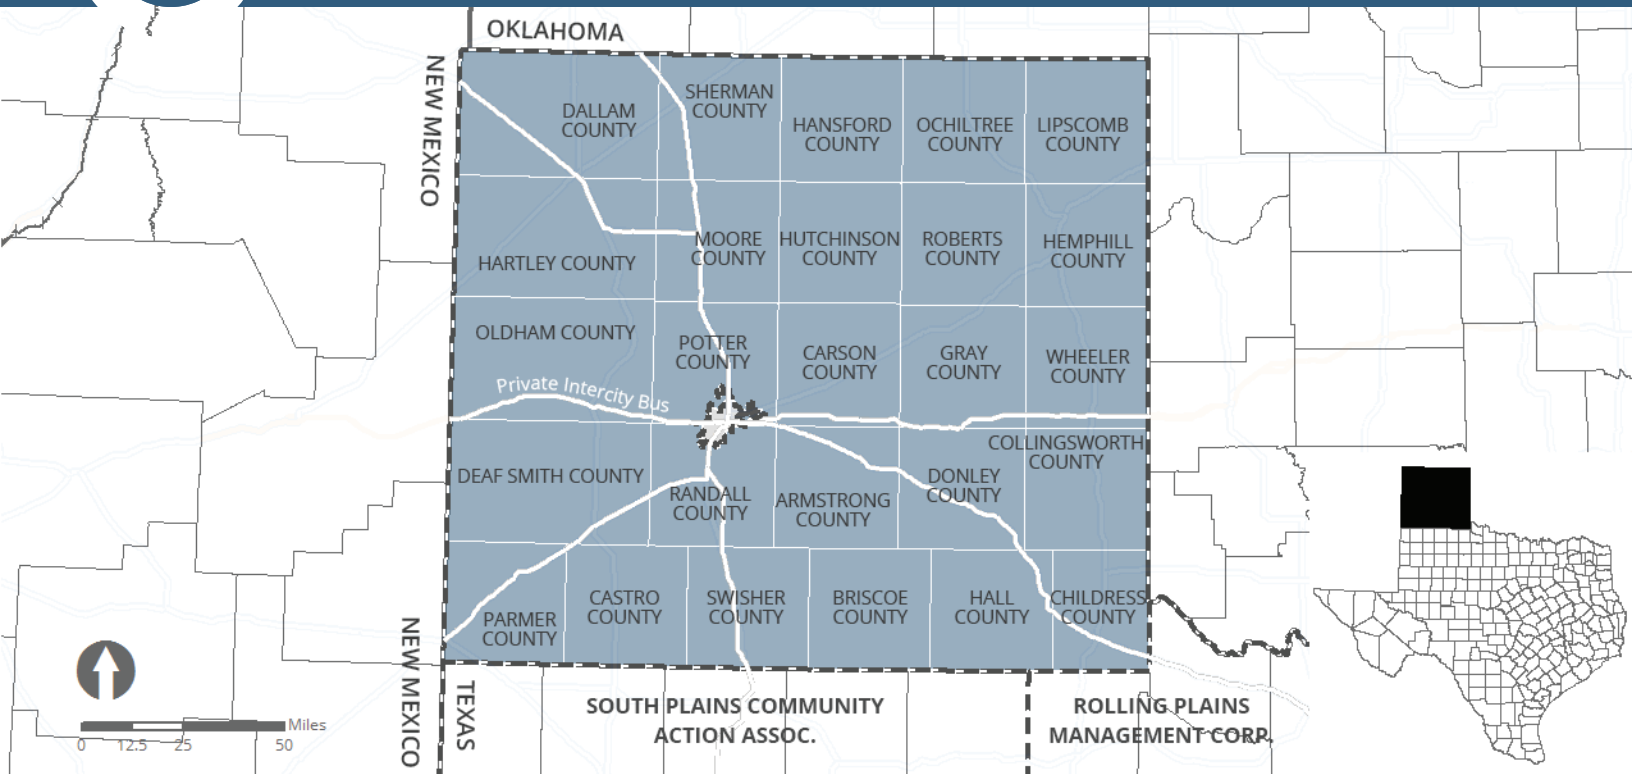 OKLAHOMA
NEW MEXICO
DALLAM
COUNTY
SHERMAN
COUNTY
HANSFORD
COUNTY
OCHILTREE
COUNTY
LIPSCOMB
COUNTY
HARTLEY COUNTY
MOORE
COUNTY
HUTCHINSON
COUNTY
ROBERTS
COUNTY
HEMPHILL
COUNTY
OLDHAM COUNTY
POTTER
COUNTY
CARSON
COUNTY
GRAY
COUNTY
WHEELER
COUNTY
Private Intercity Bus
DEAF SMITH COUNTY
RANDALL
COUNTY
ARMSTRONG
COUNTY
DONLEY
COUNTY
COLLINGSWORTH
COUNTY
PARMER
COUNTY
CASTRO
COUNTY
SWISHER
COUNTY
BRISCOE
COUNTY
HALL
COUNTY
CHILDRESS
COUNTY
NEW MEXICO
TEXAS
SOUTH PLAINS COMMUNITY
ACTION ASSOC.
ROLLING PLAINS
MANAGEMENT CORP.
Miles
0 12.5 25 50